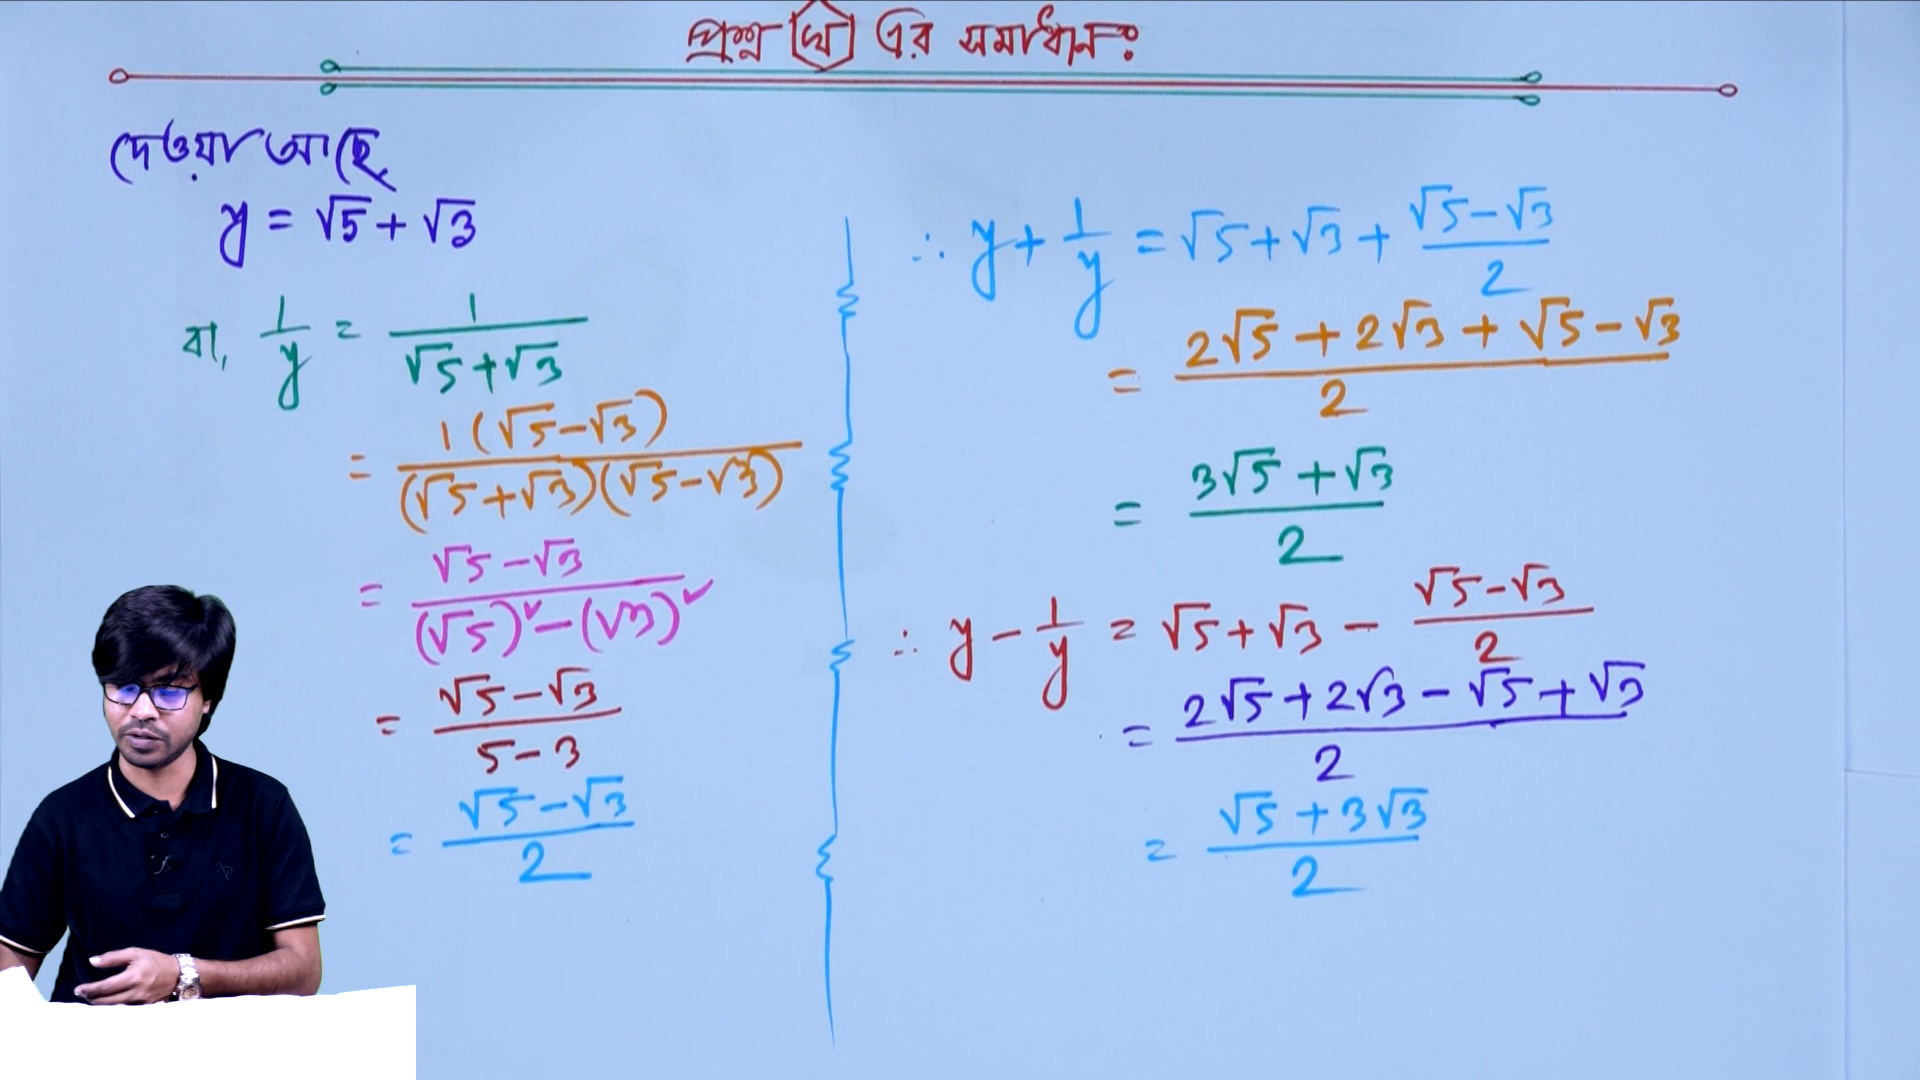 প্রশ্ন ঘ এর সমাধানঃ
দেওয়া আছে,
y = √5 + √3
বা, 1/y = 1/(√5+√3)
= 1(√5-√3)/(√5+√3)(√5-√3)
= (√5-√3)/((√5)² - (√3)²)
= (√5-√3)/(5-3)
= (√5-√3)/2
∴ y + 1/y = √5+√3 + (√5-√3)/2
= (2√5 + 2√3 + √5 - √3)/2
= (3√5 + √3)/2
∴ y - 1/y = √5+√3 - (√5-√3)/2
= (2√5 + 2√3 - √5 + √3)/2
= (√5 + 3√3)/2